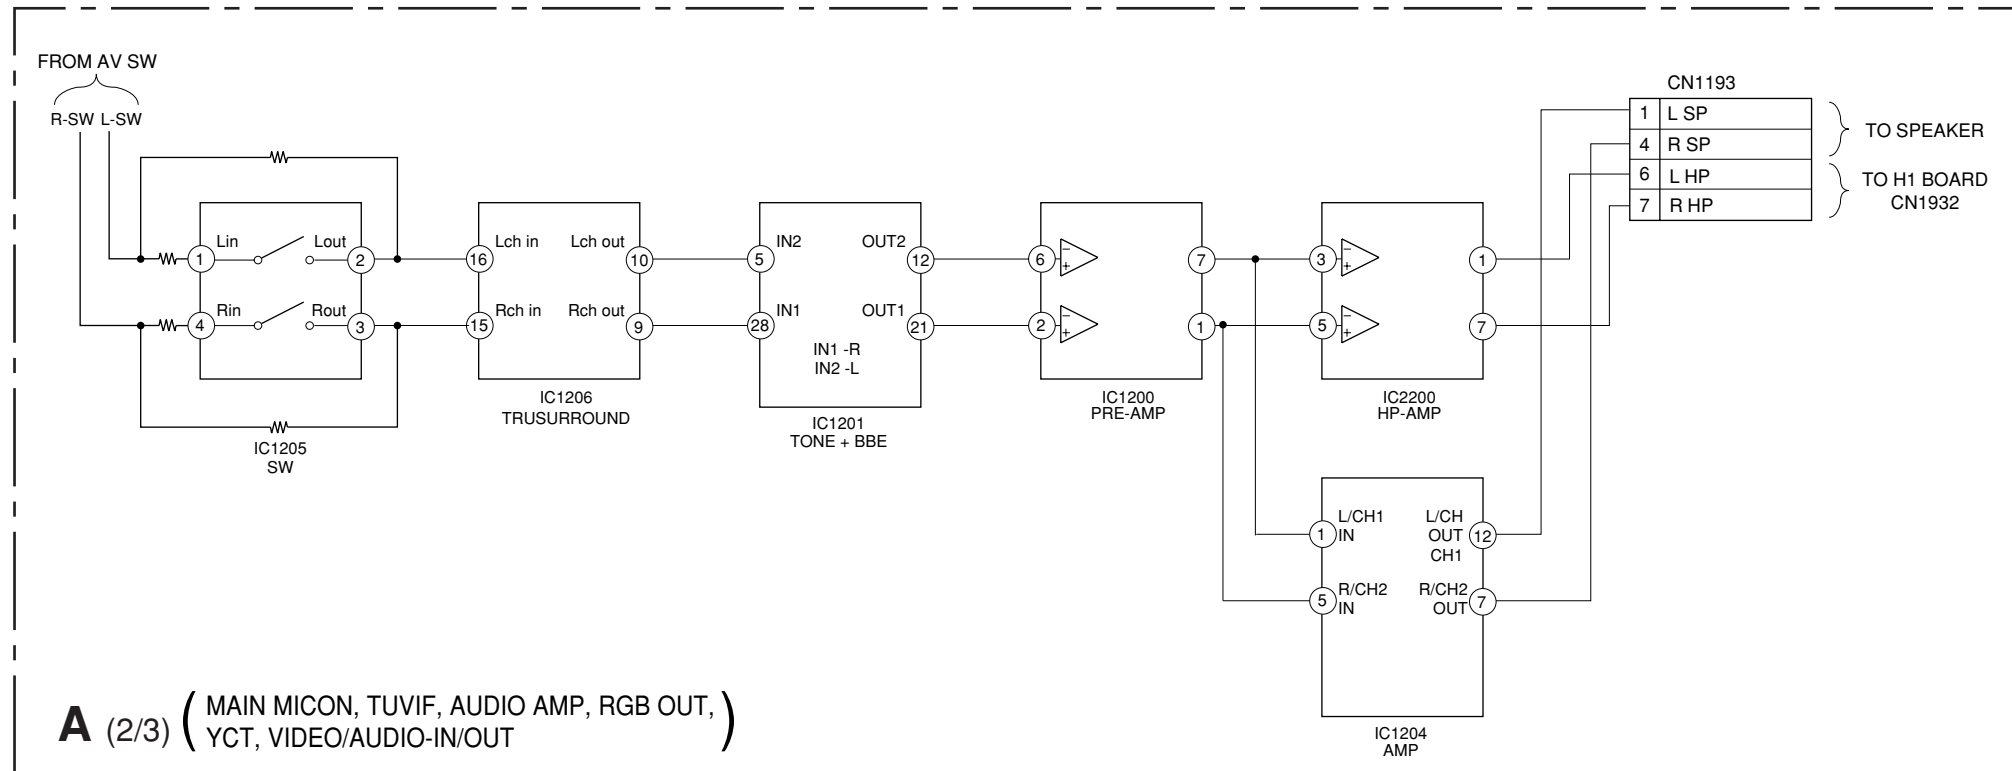 FROM AV SW
R-SW L-SW
1 Lin Lout 2
4 Rin Rout 3
IC1205
SW
16 Lch in Lch out 10
15 Rch in Rch out 9
IC1206
TRUSURROUND
5 IN2 OUT2 12
28 IN1 OUT1 21
IN1 -R
IN2 -L
IC1201
TONE + BBE
6 − + 7
2 − + 1
IC1200
PRE-AMP
3 − + 1
5 − + 7
IC2200
HP-AMP
CN1193
1 L SP
4 R SP
6 L HP
7 R HP
TO SPEAKER
TO H1 BOARD
CN1932
1 L/CH1 IN
L/CH OUT CH1 12
5 R/CH2 IN
R/CH2 OUT 7
IC1204
AMP
A (2/3) ( MAIN MICON, TUVIF, AUDIO AMP, RGB OUT,
YCT, VIDEO/AUDIO-IN/OUT )